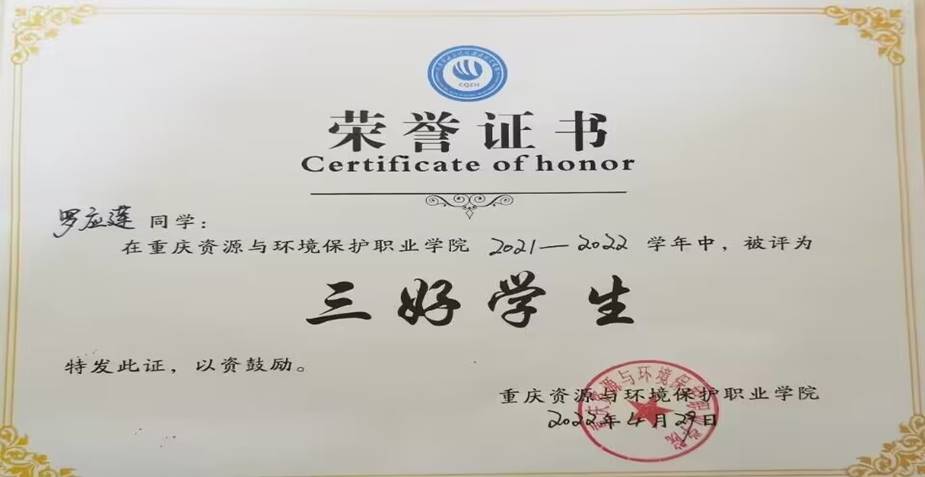 CQZH
荣誉证书
Certificate of honor
罗应莲 同学：
在重庆资源与环境保护职业学院 2021—2022 学年中，被评为
三好学生
特发此证，以资鼓励。
重庆资源与环境保护职业学院
2022年4月29日